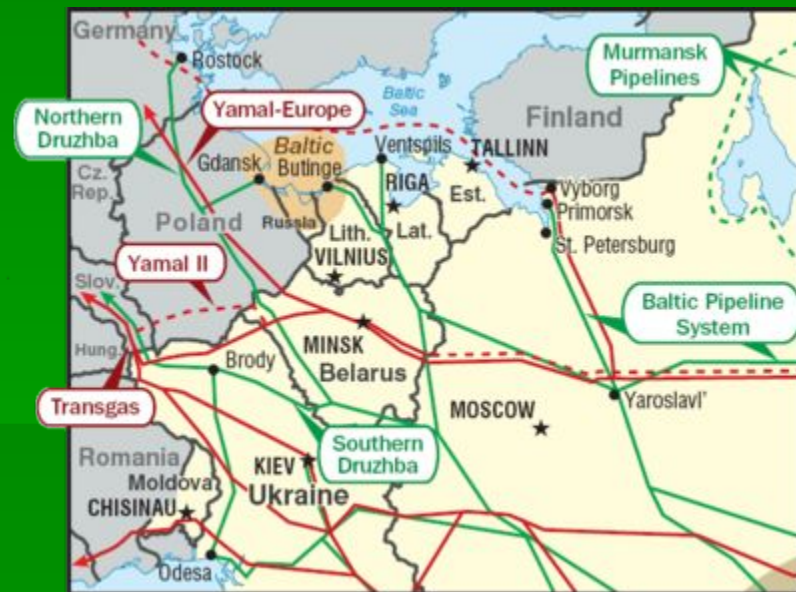 Germany
Rostock
Baltic
Sea
Murmansk
Pipelines
Northern
Druzhba
Yamal-Europe
Finland
Cz.
Rep.
Gdansk
Baltic
Butinge
Ventspils
TALLINN
RIGA
Est.
Vyborg
Primorsk
Poland
Russia
Lith.
Lat.
St. Petersburg
VILNIUS
Yamal II
Slov.
Baltic Pipeline
System
Hung.
Brody
MINSK
Belarus
Transgas
MOSCOW
Yaroslavl'
Romania
Moldova
CHISINAU
KIEV
Ukraine
Southern
Druzhba
Odesa